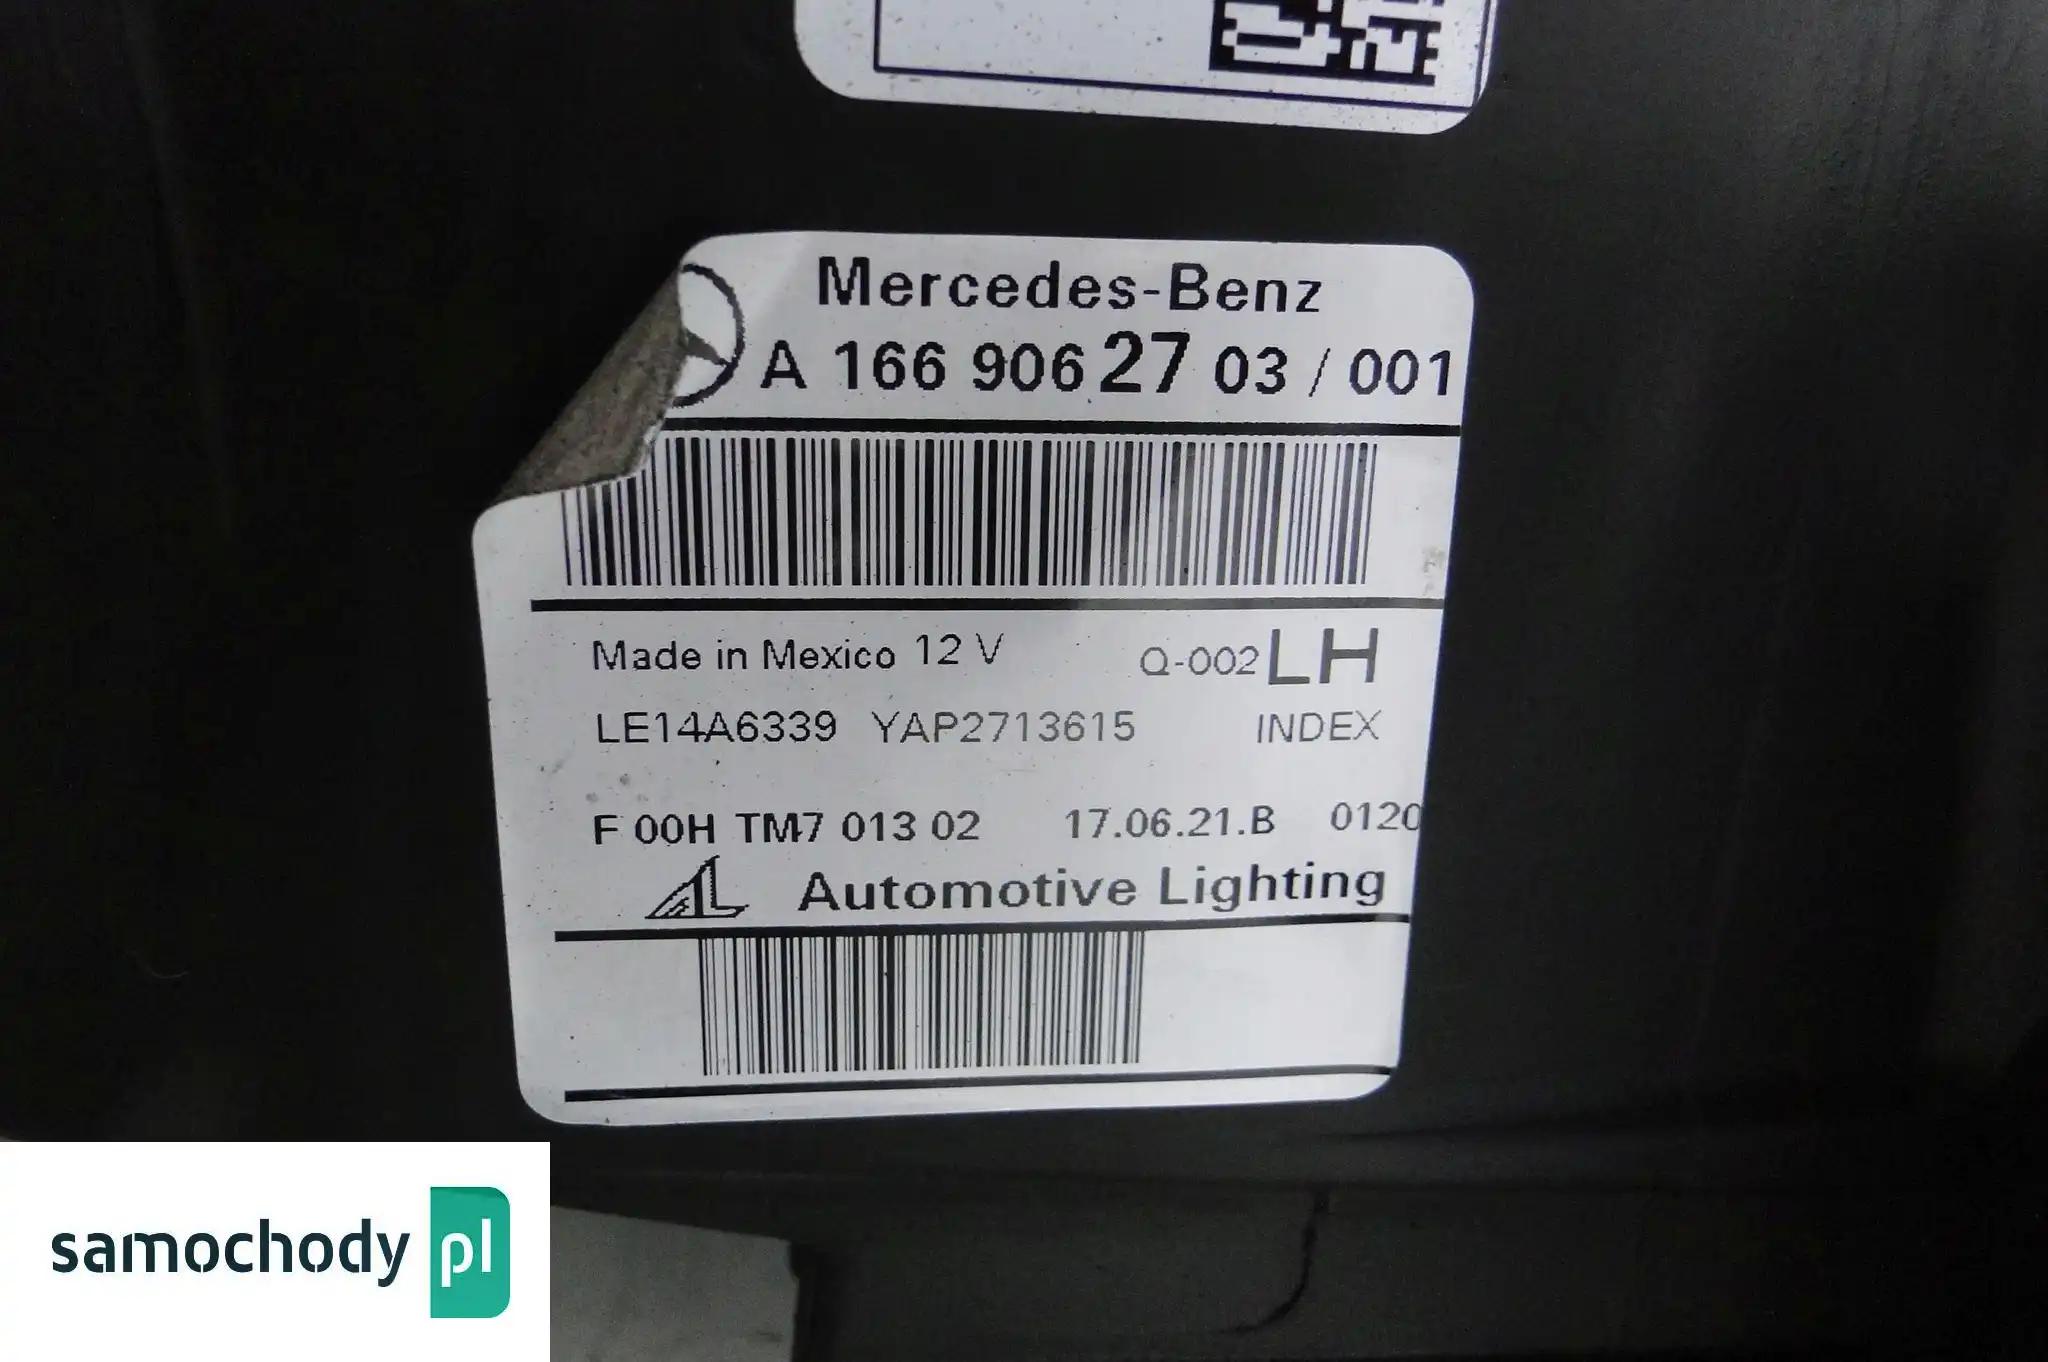 Mercedes-Benz
A 166 906 27 03 / 001
Made in Mexico 12 V Q-002 LH
LE14A6339 YAP2713615 INDEX
F 00H TM7 013 02 17.06.21.B 0120
AL Automotive Lighting
samochody pl